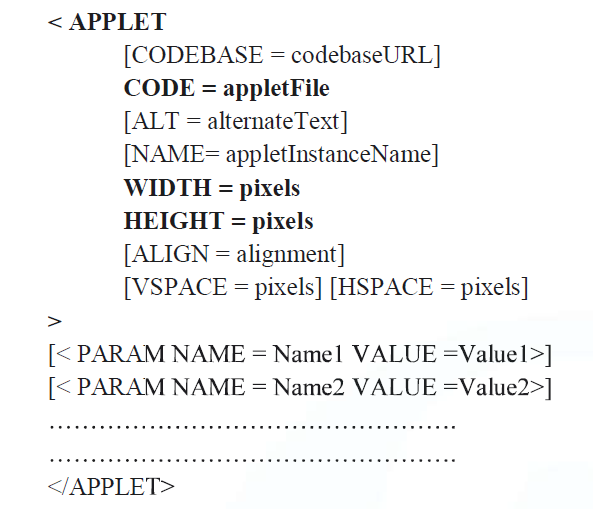 < APPLET
[CODEBASE = codebaseURL]
CODE = appletFile
[ALT = alternateText]
[NAME= appletInstanceName]
WIDTH = pixels
HEIGHT = pixels
[ALIGN = alignment]
[VSPACE = pixels] [HSPACE = pixels]
>
[< PARAM NAME = Name1 VALUE =Value1>]
[< PARAM NAME = Name2 VALUE =Value2>]
……………………………………………
……………………………………………
</APPLET>